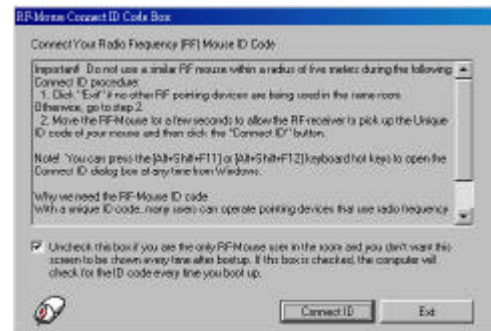 RF-Mouse Connect ID Code Box
Connect Your Radio Frequency (RF) Mouse ID Code
Important! Do not use a similar RF mouse within a radius of five meters during the following
Connect ID procedure:
1. Click "Exit" if no other RF pointing devices are being used in the same room
Otherwise, go to step 2
2. Move the RF-Mouse for a few seconds to allow the RF-receiver to pick up the Unique
ID code of your mouse and then click the "Connect ID" button.
Note! You can press the [Alt+Shift+F11] or [Alt+Shift+F12] keyboard hot keys to open the
Connect ID dialog box at any time from Windows.
Why we need the RF-Mouse ID code
With a unique ID code, many users can operate pointing devices that use radio frequency
Uncheck this box if you are the only RF-Mouse user in the room and you don't want this
screen to be shown every time after bootup. If this box is checked, the computer will
check for the ID code every time you boot up.
Connect ID
Exit